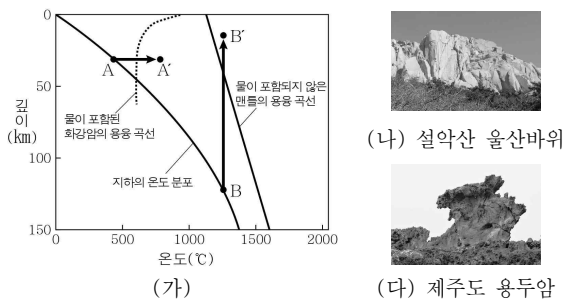 0
50
100
150
깊이
(km)
A
A´
B´
B
물이 포함된
화강암의 용융 곡선
물이 포함되지 않은
맨틀의 용융 곡선
지하의 온도 분포
0 500 1000 1500 2000
온도(℃)
(가)
(나) 설악산 울산바위
(다) 제주도 용두암